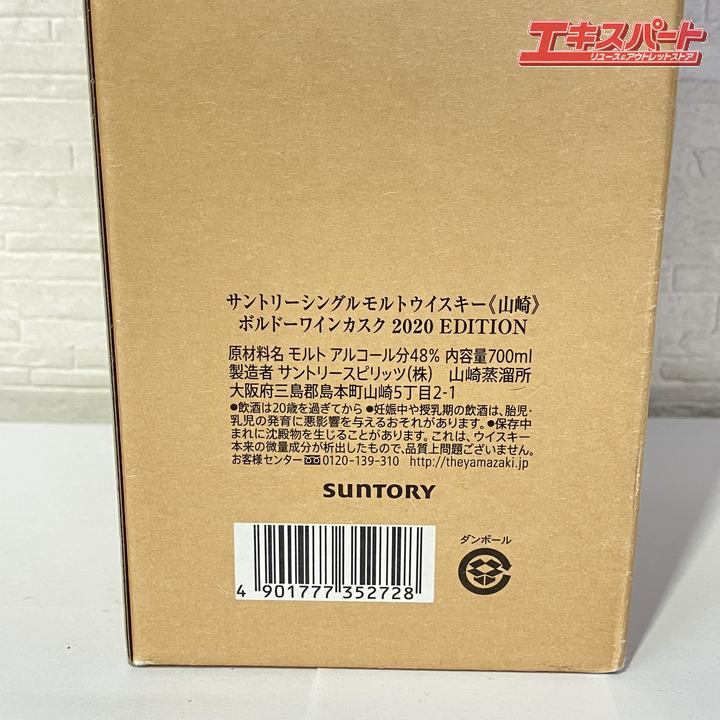 エキスパート
リユース&アウトレットストア
サントリーシングルモルトウイスキー《山崎》
ボルドーワインカスク 2020 EDITION
原材料名 モルト アルコール分48% 内容量700ml
製造者 サントリースピリッツ(株) 山崎蒸溜所
大阪府三島郡島本町山崎5丁目2-1
●飲酒は20歳を過ぎてから ●妊娠中や授乳期の飲酒は、胎児・
乳児の発育に悪影響を与えるおそれがあります。●保存中
まれに沈殿物を生じることがあります。これは、ウイスキー
本来の微量成分が析出したもので、品質上問題ございません。
お客様センター 0120-139-310 http://theyamazaki.jp
SUNTORY
ダンボール
4 901777 352728